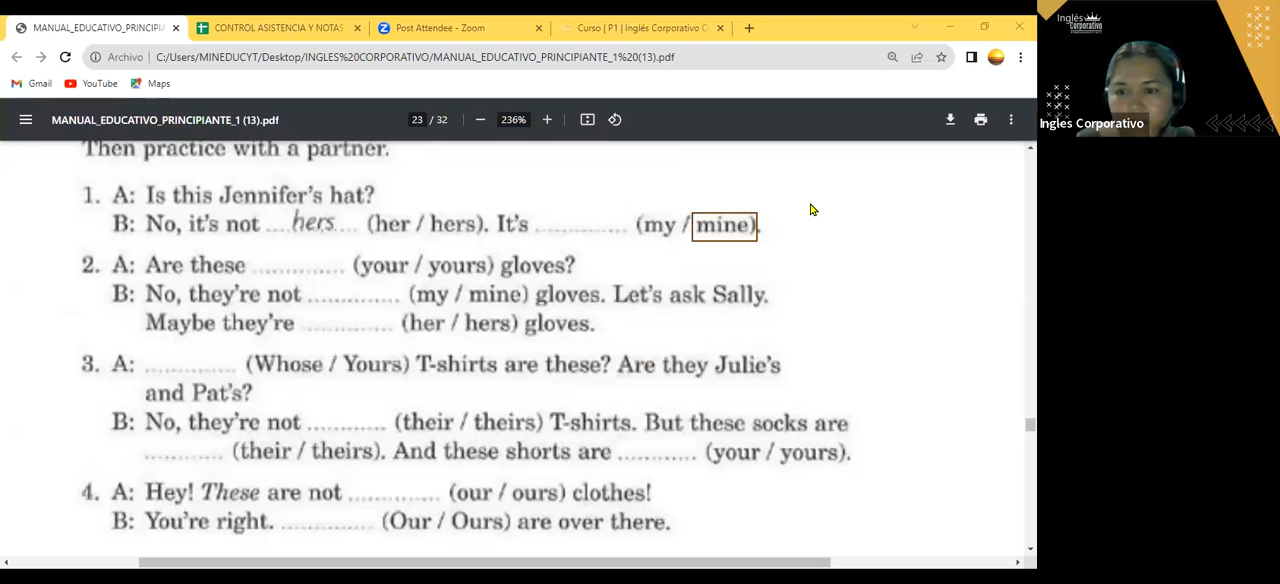 MANUAL_EDUCATIVO_PRINCIPIA
CONTROL ASISTENCIA Y NOTAS
Post Attendee - Zoom
Curso | P1 | Inglés Corporativo C
Archivo
C:/Users/MINEDUCYT/Desktop/INGLES%20CORPORATIVO/MANUAL_EDUCATIVO_PRINCIPIANTE_1%20(13).pdf
Gmail
YouTube
Maps
MANUAL_EDUCATIVO_PRINCIPIANTE_1 (13).pdf
23 / 32
236%
Then practice with a partner.
1. A: Is this Jennifer's hat?
B: No, it's not ....hers.... (her / hers). It's .............. (my / mine).
2. A: Are these .............. (your / yours) gloves?
B: No, they're not .............. (my / mine) gloves. Let's ask Sally.
Maybe they're .............. (her / hers) gloves.
3. A: .............. (Whose / Yours) T-shirts are these? Are they Julie's
and Pat's?
B: No, they're not ............ (their / theirs) T-shirts. But these socks are
............ (their / theirs). And these shorts are ............ (your / yours).
4. A: Hey! These are not .............. (our / ours) clothes!
B: You're right. .............. (Our / Ours) are over there.
Inglés
Corporativo
Ingles Corporativo